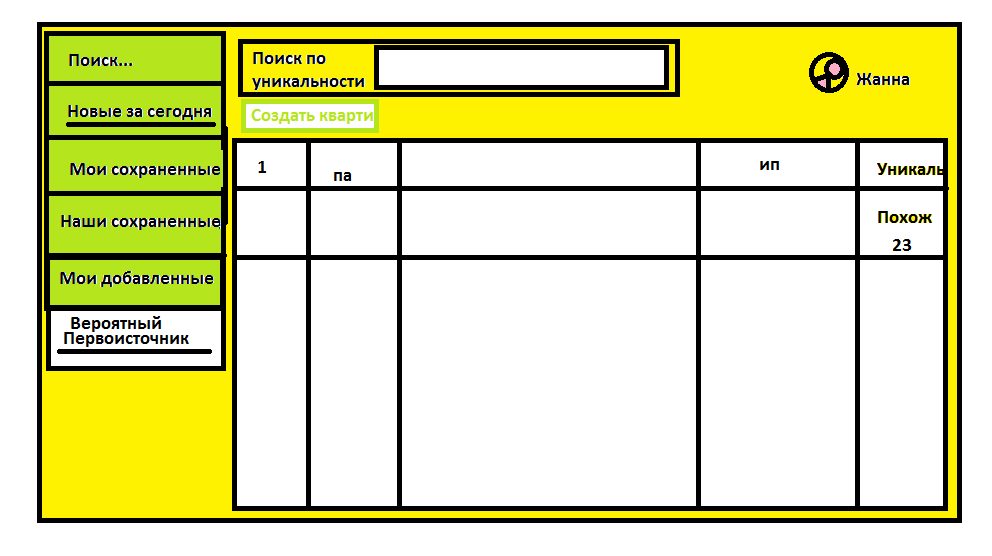 Поиск...
Новые за сегодня
Мои сохраненные
Наши сохраненные
Мои добавленные
Вероятный
Первоисточник
Поиск по
уникальности
Создать кварти
Жанна
1
па
ип
Уникаль
Похож
23